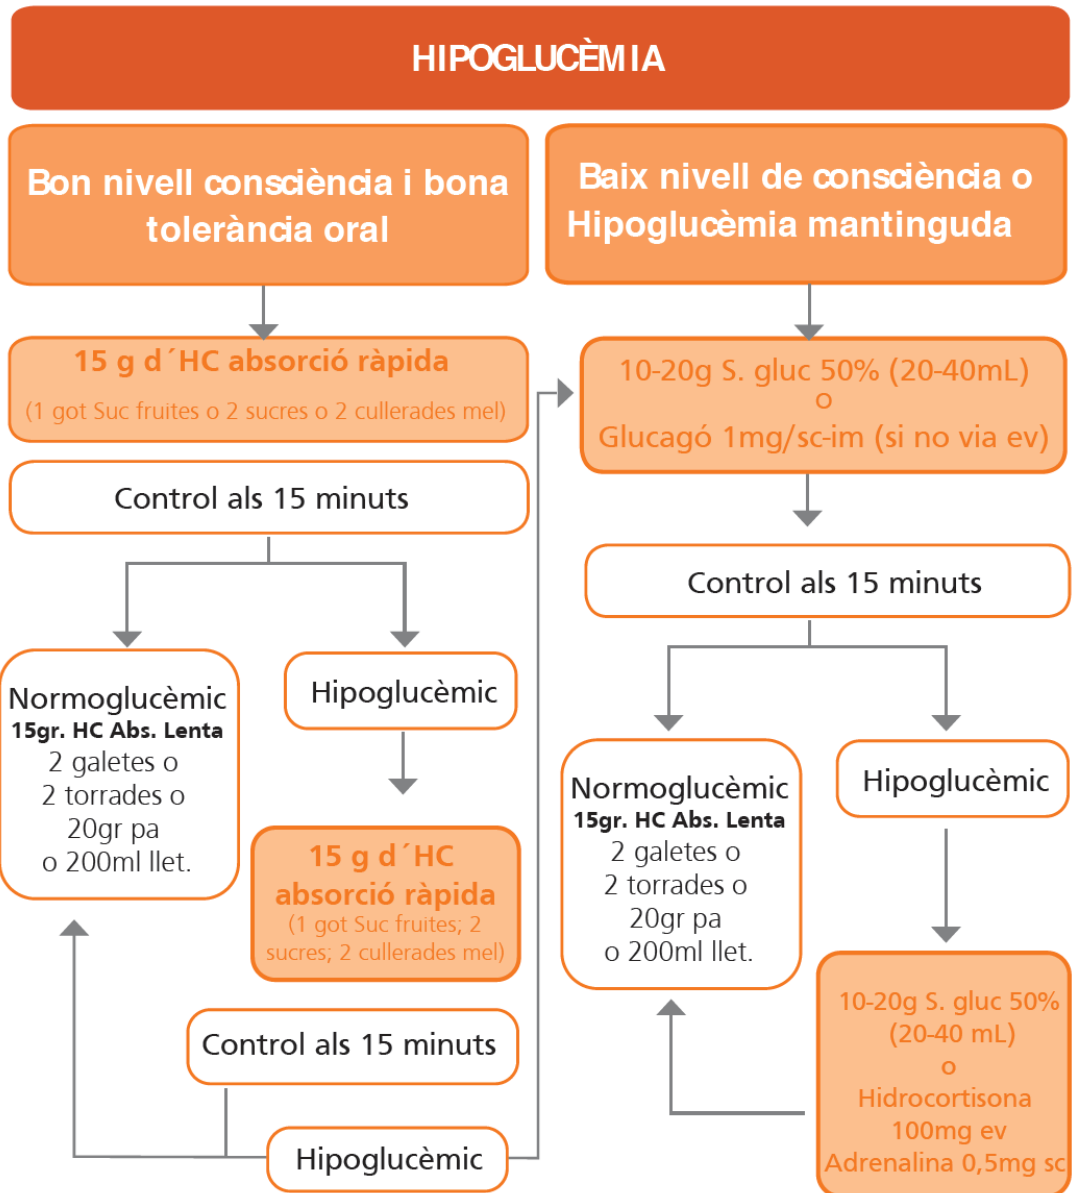 HIPOGLUCÈMIA
Bon nivell consciència i bona
tolerància oral
15 g d´HC absorció ràpida
(1 got Suc fruites o 2 sucres o 2 cullerades mel)
Control als 15 minuts
Normoglucèmic
15gr. HC Abs. Lenta
2 galetes o
2 torrades o
20gr pa
o 200ml llet.
Hipoglucèmic
15 g d´HC
absorció ràpida
(1 got Suc fruites; 2
sucres; 2 cullerades mel)
Control als 15 minuts
Hipoglucèmic
Baix nivell de consciència o
Hipoglucèmia mantinguda
10-20g S. gluc 50% (20-40mL)
o
Glucagó 1mg/sc-im (si no via ev)
Control als 15 minuts
Normoglucèmic
15gr. HC Abs. Lenta
2 galetes o
2 torrades o
20gr pa
o 200ml llet.
Hipoglucèmic
10-20g S. gluc 50%
(20-40 mL)
o
Hidrocortisona
100mg ev
Adrenalina 0,5mg sc